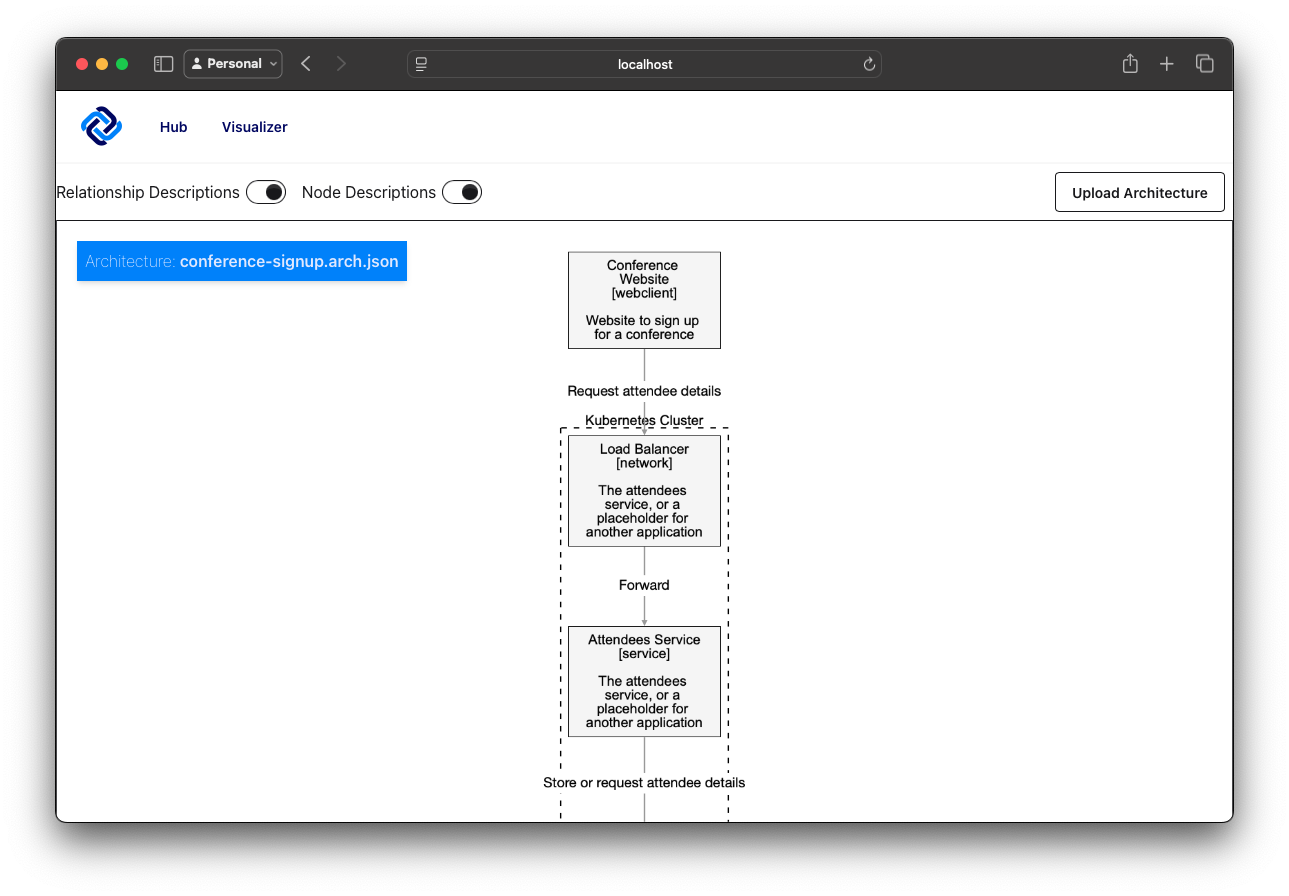 Personal
localhost
Hub
Visualizer
Relationship Descriptions
Node Descriptions
Upload Architecture
Architecture: conference-signup.arch.json
Conference
Website
[webclient]
Website to sign up
for a conference
Request attendee details
Kubernetes Cluster
Load Balancer
[network]
The attendees
service, or a
placeholder for
another application
Forward
Attendees Service
[service]
The attendees
service, or a
placeholder for
another application
Store or request attendee details